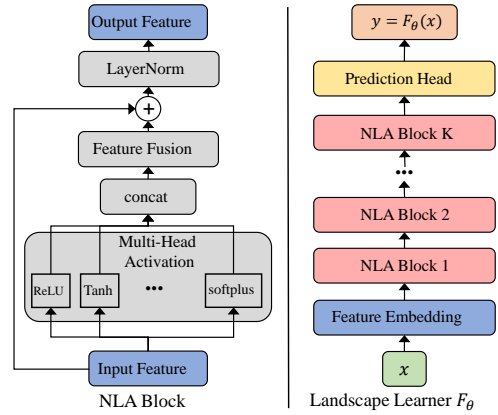 Output Feature
LayerNorm
+
Feature Fusion
concat
Multi-Head
Activation
ReLU
Tanh
•••
softplus
Input Feature
NLA Block
y = F_θ(x)
Prediction Head
NLA Block K
•••
NLA Block 2
NLA Block 1
Feature Embedding
x
Landscape Learner F_θ